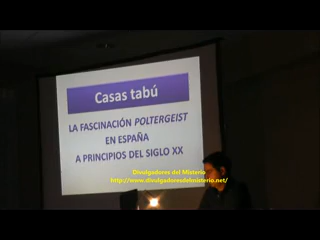 Casas tabú
LA FASCINACIÓN POLTERGEIST
EN ESPAÑA
A PRINCIPIOS DEL SIGLO XX
Divulgadores del Misterio
http://www.divulgadoresdelmisterio.net/